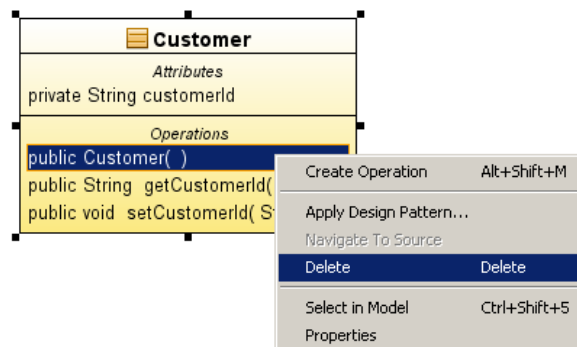 Customer
Attributes
private String customerId
Operations
public Customer( )
public String getCustomerId(
public void setCustomerId( St
Create Operation Alt+Shift+M
Apply Design Pattern...
Navigate To Source
Delete Delete
Select in Model Ctrl+Shift+5
Properties